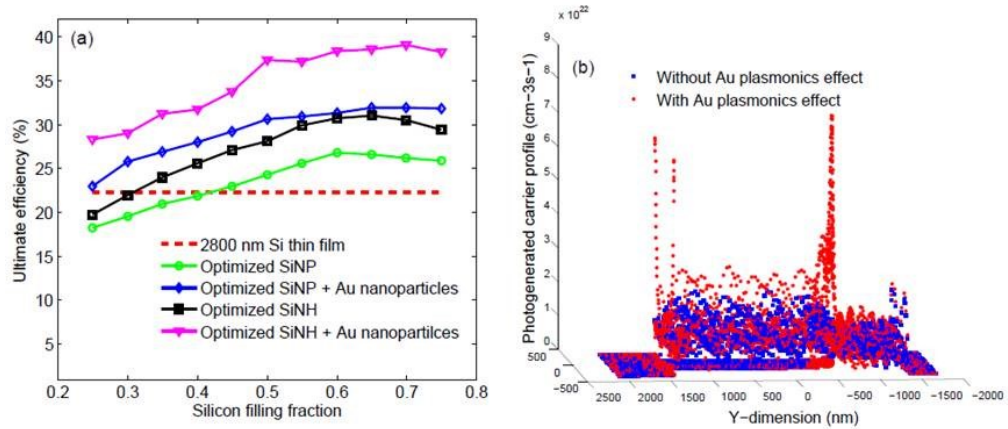 (a)
Ultimate efficiency (%)
40
35
30
25
20
15
10
5
0.2 0.3 0.4 0.5 0.6 0.7 0.8
Silicon filling fraction
2800 nm Si thin film
Optimized SiNP
Optimized SiNP + Au nanoparticles
Optimized SiNH
Optimized SiNH + Au nanopartilces
(b)
x 10²²
Photogenerated carrier profile (cm−3s−1)
9
8
7
6
5
4
3
2
1
0
500
0
−500
2500 2000 1500 1000 500 0 −500 −1000 −1500 −2000
Y−dimension (nm)
Without Au plasmonics effect
With Au plasmonics effect